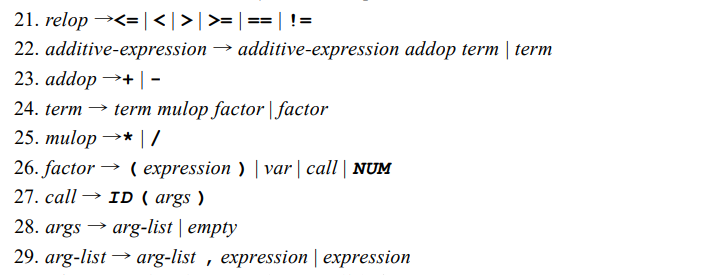 21. relop →<= | < | > | >= | == | !=
22. additive-expression → additive-expression addop term | term
23. addop →+ | -
24. term → term mulop factor | factor
25. mulop →* | /
26. factor → ( expression ) | var | call | NUM
27. call → ID ( args )
28. args → arg-list | empty
29. arg-list → arg-list , expression | expression